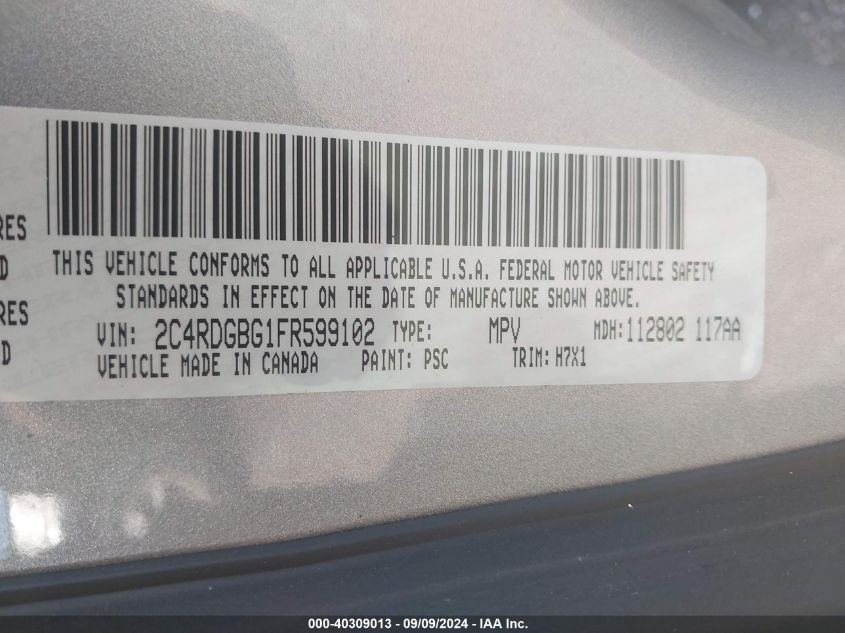 RES
D
RES
D
THIS VEHICLE CONFORMS TO ALL APPLICABLE U.S.A. FEDERAL MOTOR VEHICLE SAFETY
STANDARDS IN EFFECT ON THE DATE OF MANUFACTURE SHOWN ABOVE.
VIN: 2C4RDGBG1FR599102 TYPE: MPV MDH: 112802 117AA
VEHICLE MADE IN CANADA PAINT: PSC TRIM: H7X1
000-40309013 - 09/09/2024 - IAA Inc.